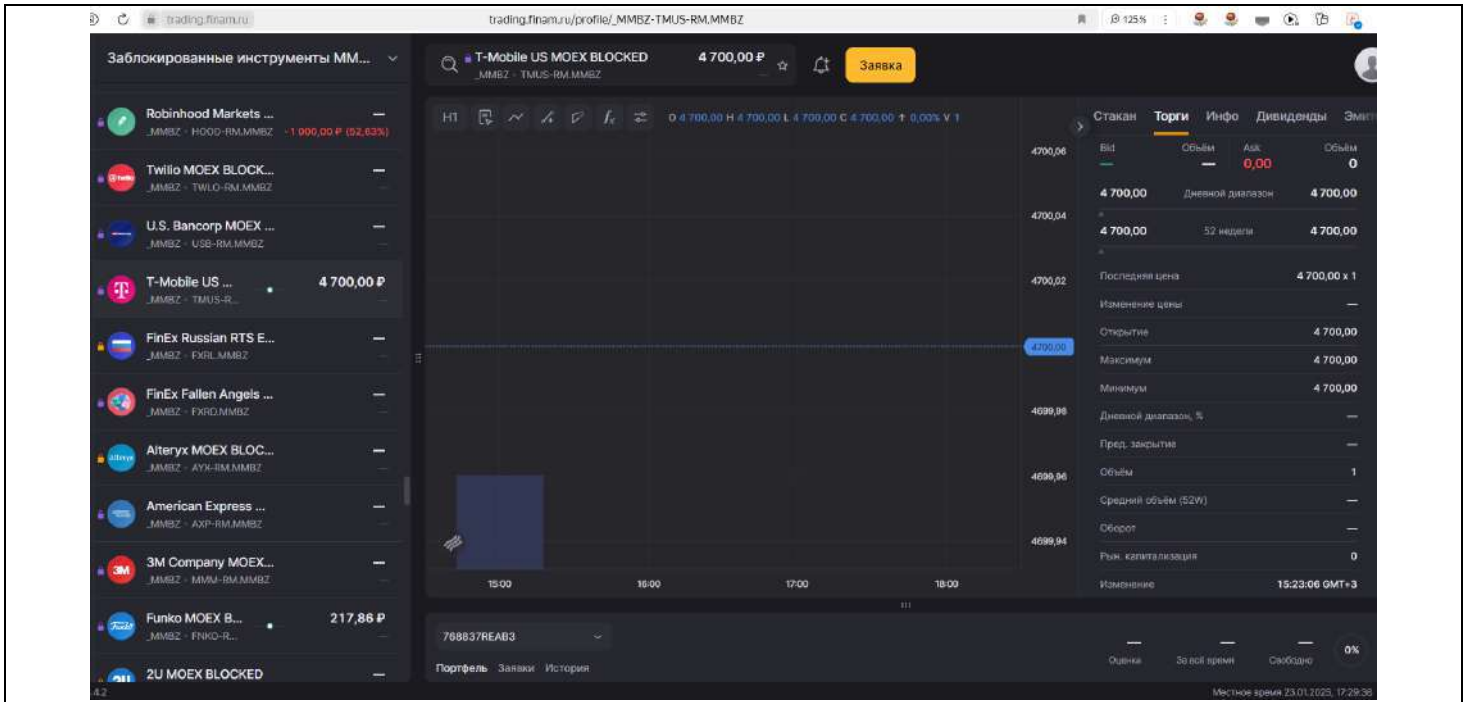 trading.finam.ru
trading.finam.ru/profile/_MMBZ-TMUS-RM.MMBZ
125%
Заблокированные инструменты MM...
T-Mobile US MOEX BLOCKED
_MMBZ - TMUS-RM.MMBZ
4 700,00 ₽
—
Заявка
Robinhood Markets ...
—
_MMBZ - HOOD-RM.MMBZ
-1 900,00 ₽ (52,63%)
Twilio MOEX BLOCK...
—
_MMBZ - TWLO-RM.MMBZ
U.S. Bancorp MOEX ...
—
_MMBZ - USB-RM.MMBZ
T-Mobile US ...
4 700,00 ₽
_MMBZ - TMUS-R...
FinEx Russian RTS E...
—
_MMBZ - FXRL.MMBZ
FinEx Fallen Angels ...
—
_MMBZ - FXRD.MMBZ
Alteryx MOEX BLOC...
—
_MMBZ - AYX-RM.MMBZ
American Express ...
—
_MMBZ - AXP-RM.MMBZ
3M Company MOEX...
—
_MMBZ - MMM-RM.MMBZ
Funko MOEX B...
217,86 ₽
_MMBZ - FNKO-R...
2U MOEX BLOCKED
—
4.2
H1
O 4 700,00 H 4 700,00 L 4 700,00 C 4 700,00 0,00% V 1
4700,06
4700,04
4700,02
4700,00
4699,98
4699,96
4699,94
15:00
16:00
17:00
18:00
768837REAB3
Портфель Заявки История
Стакан Торги Инфо Дивиденды Эмит
Bid Объём Ask Объём
— — 0,00 0
4 700,00 Дневной диапазон 4 700,00
4 700,00 52 недели 4 700,00
Последняя цена 4 700,00 x 1
Изменение цены —
Открытие 4 700,00
Максимум 4 700,00
Минимум 4 700,00
Дневной диапазон, % —
Пред. закрытие —
Объём 1
Средний объём (52W) —
Оборот —
Рын. капитализация 0
Изменение 15:23:06 GMT+3
— — — 0%
Оценка За всё время Свободно
Местное время 23.01.2025, 17:29:36